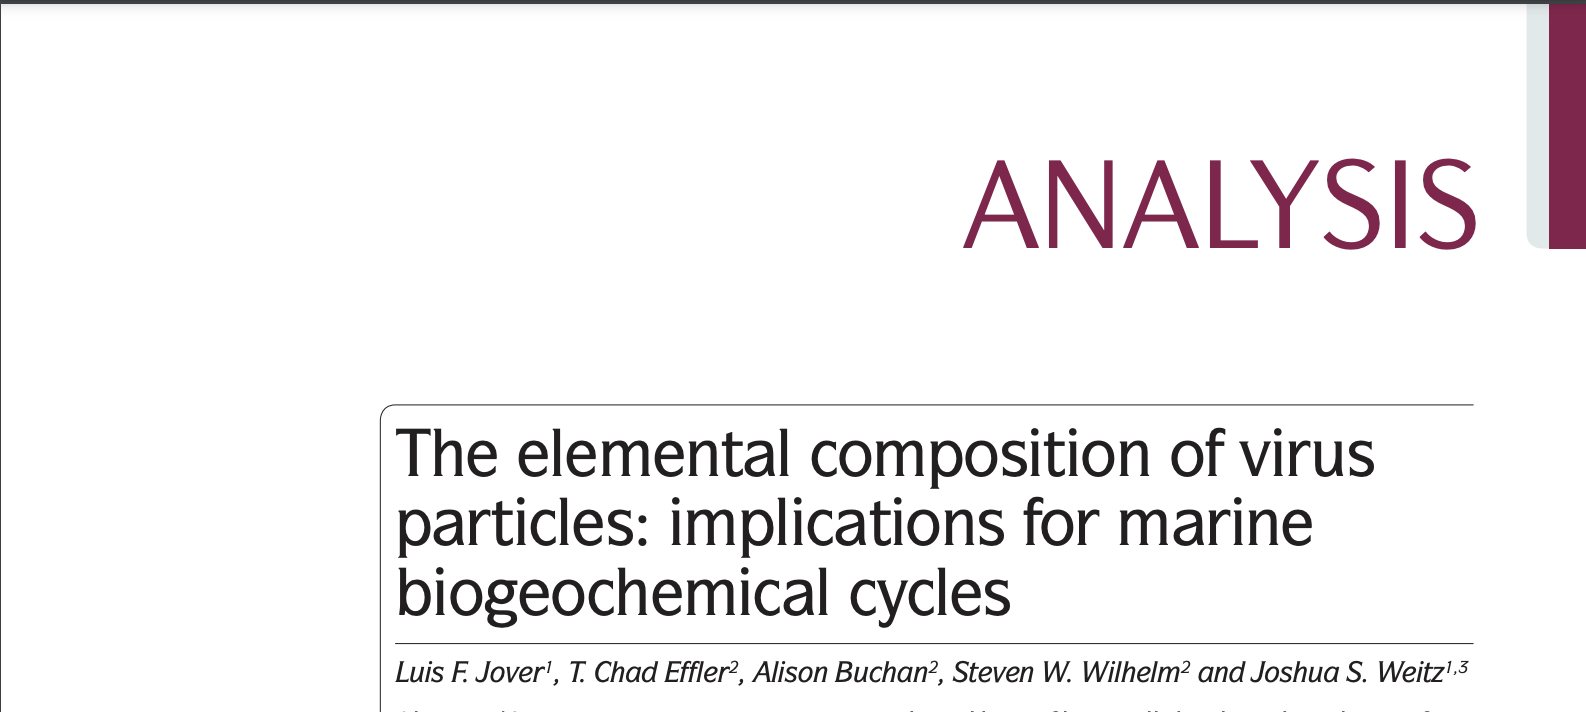 ANALYSIS
The elemental composition of virus
particles: implications for marine
biogeochemical cycles
Luis F. Jover¹, T. Chad Effler², Alison Buchan², Steven W. Wilhelm² and Joshua S. Weitz¹,³